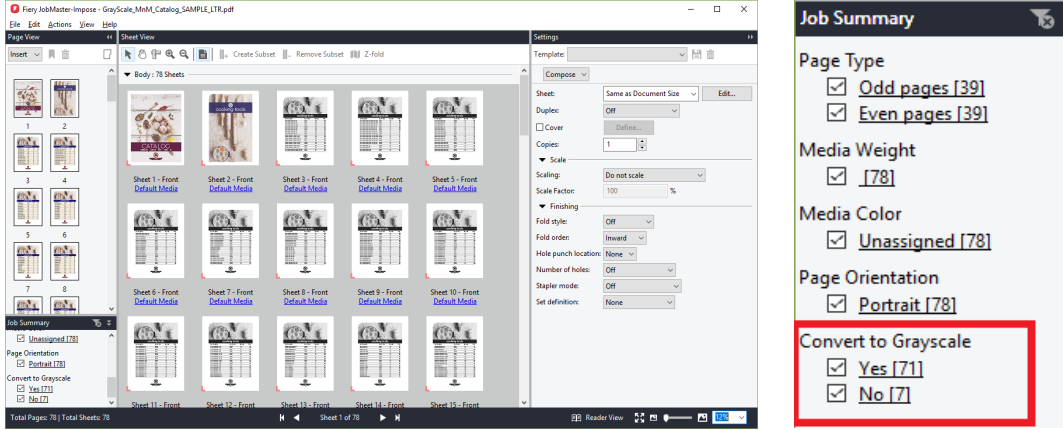 Fiery JobMaster-Impose - GrayScale_MnM_Catalog_SAMPLE_LTR.pdf
File Edit Actions View Help
Page View
Sheet View
Settings
Insert
Create Subset Remove Subset Z-fold
Template:
Body : 78 Sheets
Compose
1 2
3 4
5 6
7 8
CATALOG
cooking tools
Sheet 1 - Front Sheet 2 - Front Sheet 3 - Front Sheet 4 - Front Sheet 5 - Front
Default Media Default Media Default Media Default Media Default Media
Sheet 6 - Front Sheet 7 - Front Sheet 8 - Front Sheet 9 - Front Sheet 10 - Front
Default Media Default Media Default Media Default Media Default Media
Sheet 11 - Front Sheet 12 - Front Sheet 13 - Front Sheet 14 - Front Sheet 15 - Front
Sheet: Same as Document Size Edit...
Duplex: Off
Cover Define...
Copies: 1
Scale
Scaling: Do not scale
Scale Factor: 100 %
Finishing
Fold style: Off
Fold order: Inward
Hole punch location: None
Number of holes: Off
Stapler mode: Off
Set definition: None
Job Summary
Unassigned [78]
Page Orientation
Portrait [78]
Convert to Grayscale
Yes [71]
No [7]
Total Pages: 78 | Total Sheets: 78
Sheet 1 of 78
Reader View
12%
Job Summary
Page Type
Odd pages [39]
Even pages [39]
Media Weight
[78]
Media Color
Unassigned [78]
Page Orientation
Portrait [78]
Convert to Grayscale
Yes [71]
No [7]